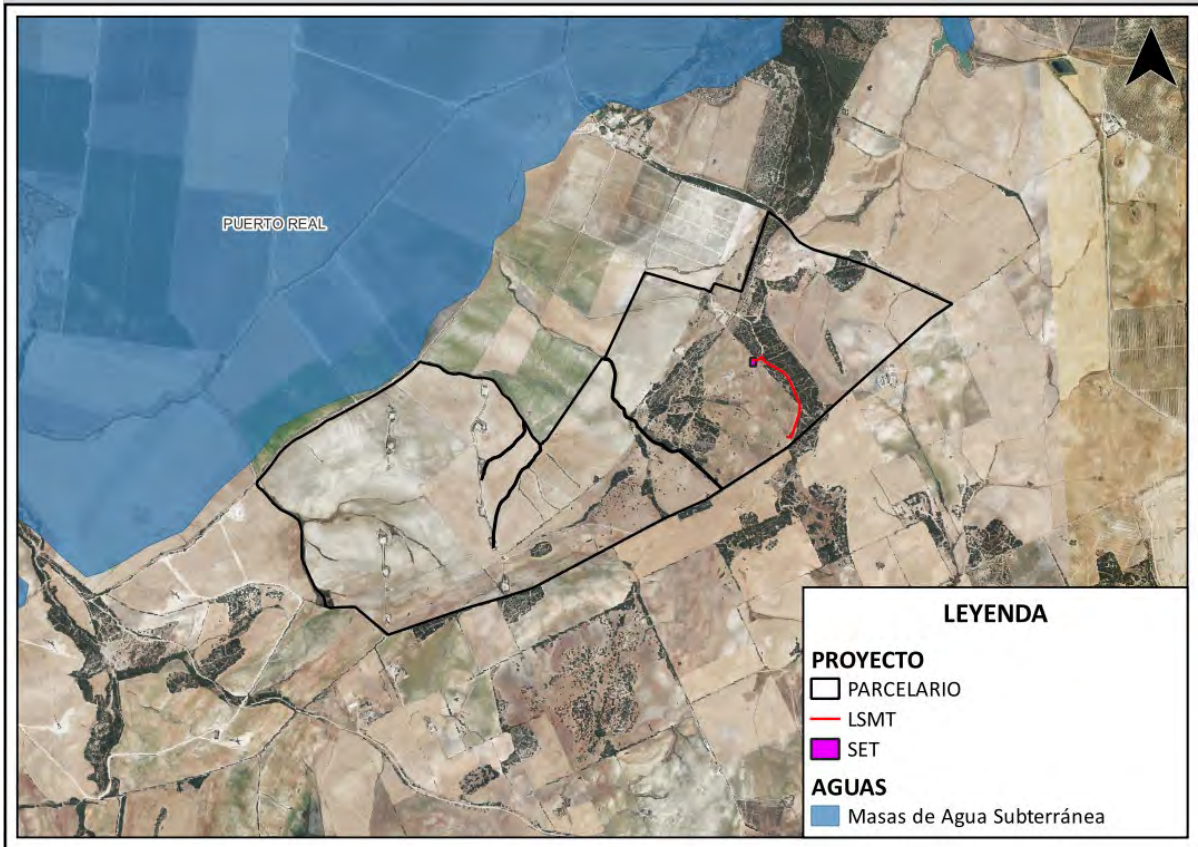 PUERTO REAL
LEYENDA
PROYECTO
PARCELARIO
LSMT
SET
AGUAS
Masas de Agua Subterránea